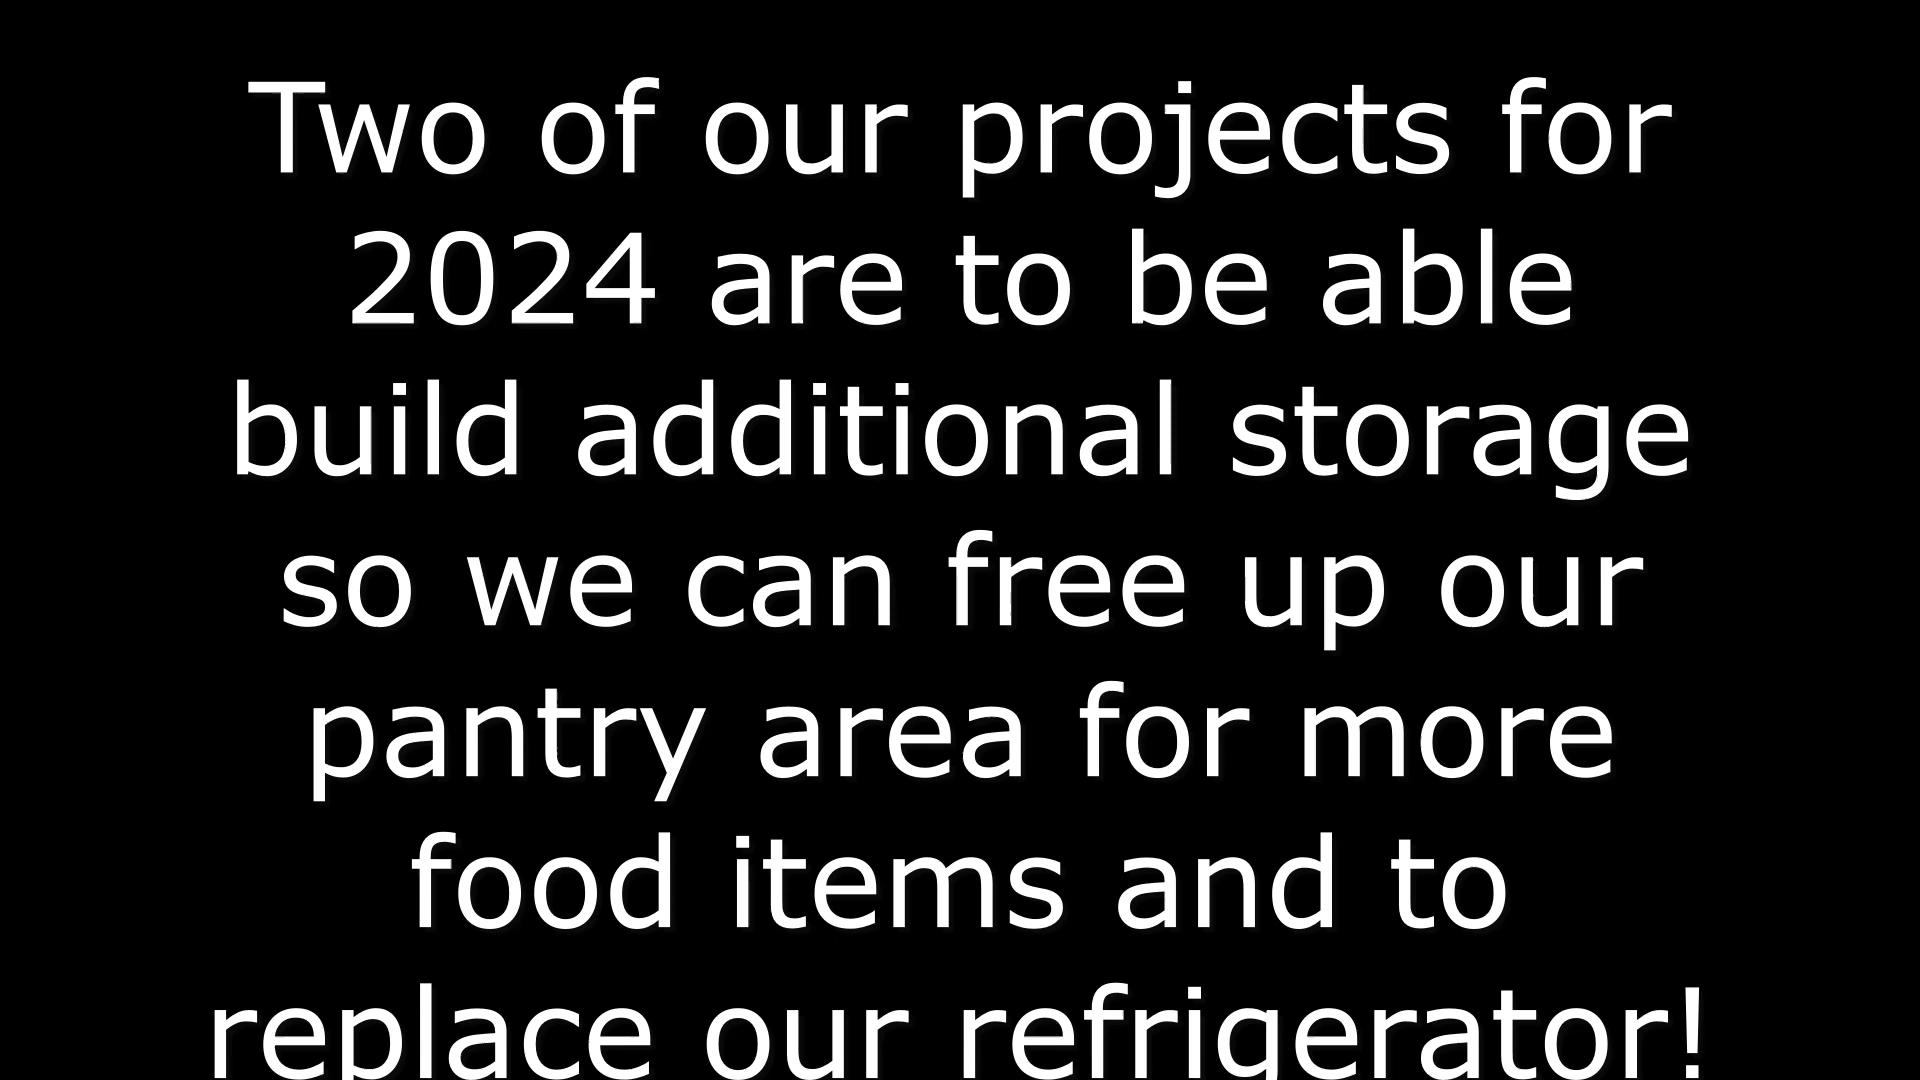 Two of our projects for
2024 are to be able
build additional storage
so we can free up our
pantry area for more
food items and to
replace our refrigerator!